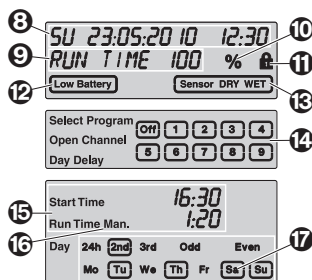 8 SU 23:05:2010 12:30
9 RUN TIME 100 % 10
11
12 Low Battery Sensor DRY WET 13
Select Program Off 1 2 3 4
Open Channel 14
Day Delay 5 6 7 8 9
15 Start Time 16:30
16 Run Time Man. 1:20
17
Day 24h 2nd 3rd Odd Even
Mo Tu We Th Fr Sa Su